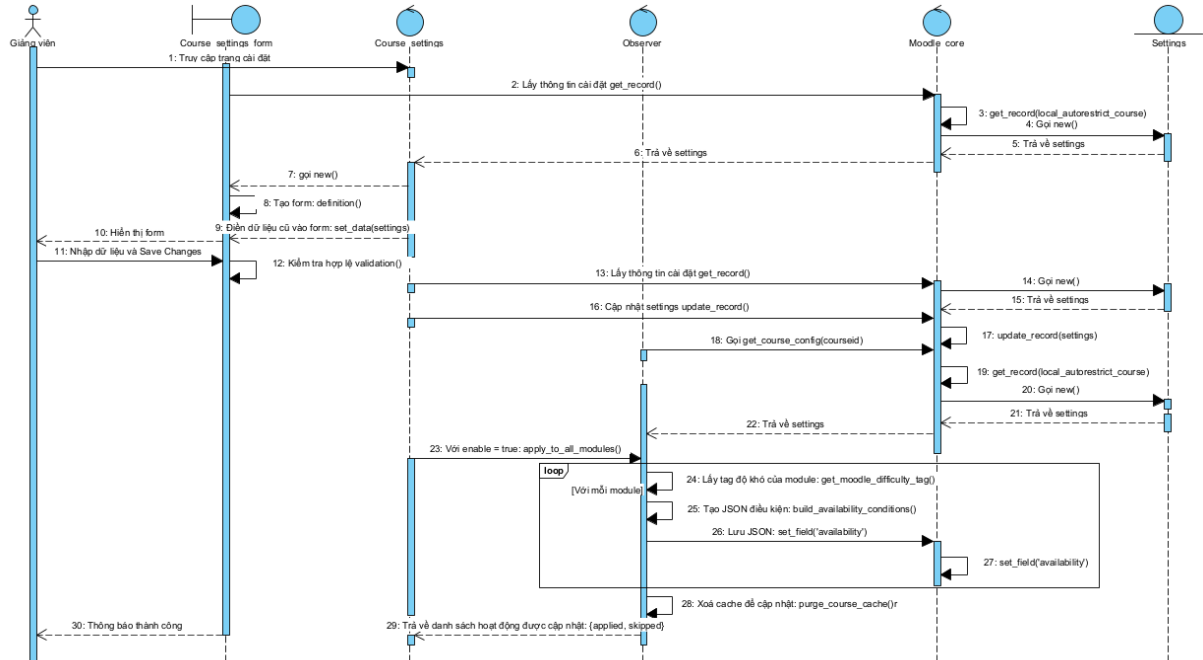 Giảng viên
Course_settings_form
Course_settings
Observer
Moodle_core
Settings
1: Truy cập trang cài đặt
2: Lấy thông tin cài đặt get_record()
3: get_record(local_autorestrict_course)
4: Gọi new()
5: Trả về settings
6: Trả về settings
7: gọi new()
8: Tạo form: definition()
9: Điền dữ liệu cũ vào form: set_data(settings)
10: Hiển thị form
11: Nhập dữ liệu và Save Changes
12: Kiểm tra hợp lệ validation()
13: Lấy thông tin cài đặt get_record()
14: Gọi new()
15: Trả về settings
16: Cập nhật settings update_record()
17: update_record(settings)
18: Gọi get_course_config(courseid)
19: get_record(local_autorestrict_course)
20: Gọi new()
21: Trả về settings
22: Trả về settings
23: Với enable = true: apply_to_all_modules()
loop
[Với mỗi module]
24: Lấy tag độ khó của module: get_moodle_difficulty_tag()
25: Tạo JSON điều kiện: build_availability_conditions()
26: Lưu JSON: set_field('availability')
27: set_field('availability')
28: Xoá cache để cập nhật: purge_course_cache()r
29: Trả về danh sách hoạt động được cập nhật: {applied, skipped}
30: Thông báo thành công